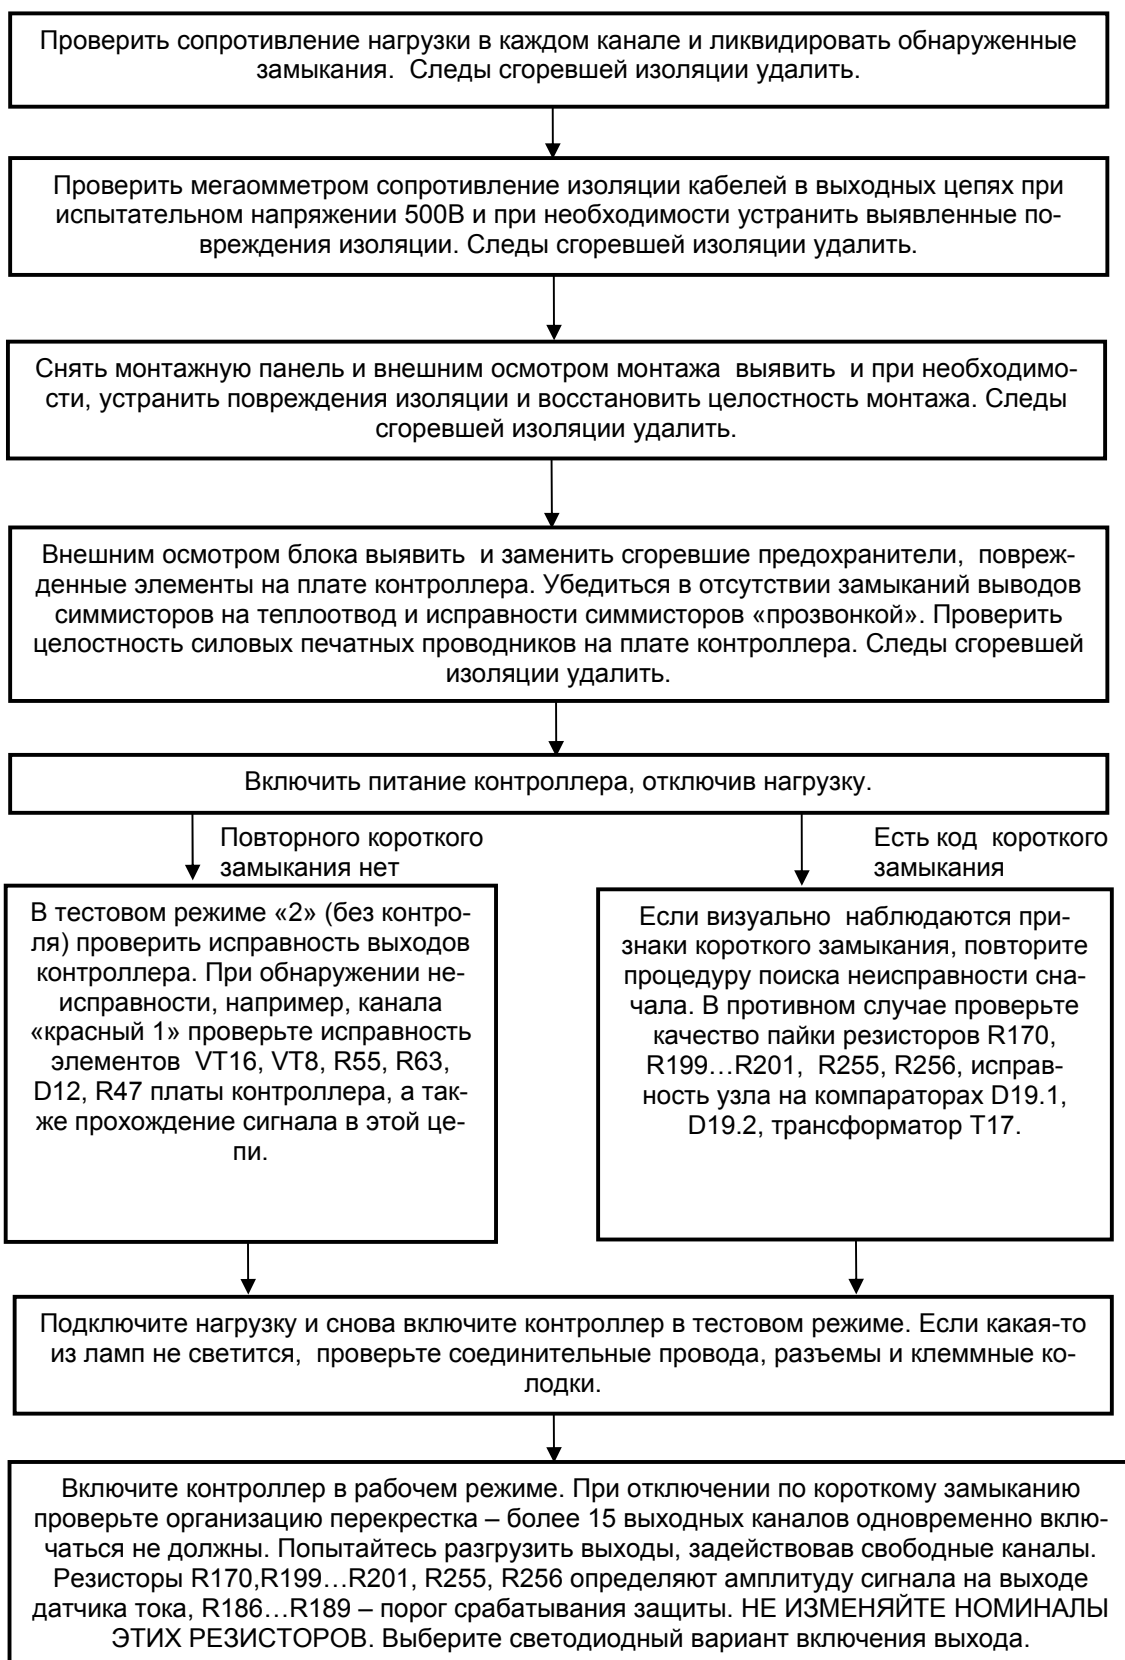 Проверить сопротивление нагрузки в каждом канале и ликвидировать обнаруженные
замыкания. Следы сгоревшей изоляции удалить.
Проверить мегаомметром сопротивление изоляции кабелей в выходных цепях при
испытательном напряжении 500В и при необходимости устранить выявленные по-
вреждения изоляции. Следы сгоревшей изоляции удалить.
Снять монтажную панель и внешним осмотром монтажа выявить и при необходимо-
сти, устранить повреждения изоляции и восстановить целостность монтажа. Следы
сгоревшей изоляции удалить.
Внешним осмотром блока выявить и заменить сгоревшие предохранители, повреж-
денные элементы на плате контроллера. Убедиться в отсутствии замыканий выводов
симмисторов на теплоотвод и исправности симмисторов «прозвонкой». Проверить
целостность силовых печатных проводников на плате контроллера. Следы сгоревшей
изоляции удалить.
Включить питание контроллера, отключив нагрузку.
Повторного короткого
замыкания нет
Есть код короткого
замыкания
В тестовом режиме «2» (без контро-
ля) проверить исправность выходов
контроллера. При обнаружении не-
исправности, например, канала
«красный 1» проверьте исправность
элементов VT16, VT8, R55, R63,
D12, R47 платы контроллера, а так-
же прохождение сигнала в этой це-
пи.
Если визуально наблюдаются при-
знаки короткого замыкания, повторите
процедуру поиска неисправности сна-
чала. В противном случае проверьте
качество пайки резисторов R170,
R199…R201, R255, R256, исправ-
ность узла на компараторах D19.1,
D19.2, трансформатор Т17.
Подключите нагрузку и снова включите контроллер в тестовом режиме. Если какая-то
из ламп не светится, проверьте соединительные провода, разъемы и клеммные ко-
лодки.
Включите контроллер в рабочем режиме. При отключении по короткому замыканию
проверьте организацию перекрестка – более 15 выходных каналов одновременно вклю-
чаться не должны. Попытайтесь разгрузить выходы, задействовав свободные каналы.
Резисторы R170,R199…R201, R255, R256 определяют амплитуду сигнала на выходе
датчика тока, R186…R189 – порог срабатывания защиты. НЕ ИЗМЕНЯЙТЕ НОМИНАЛЫ
ЭТИХ РЕЗИСТОРОВ. Выберите светодиодный вариант включения выхода.